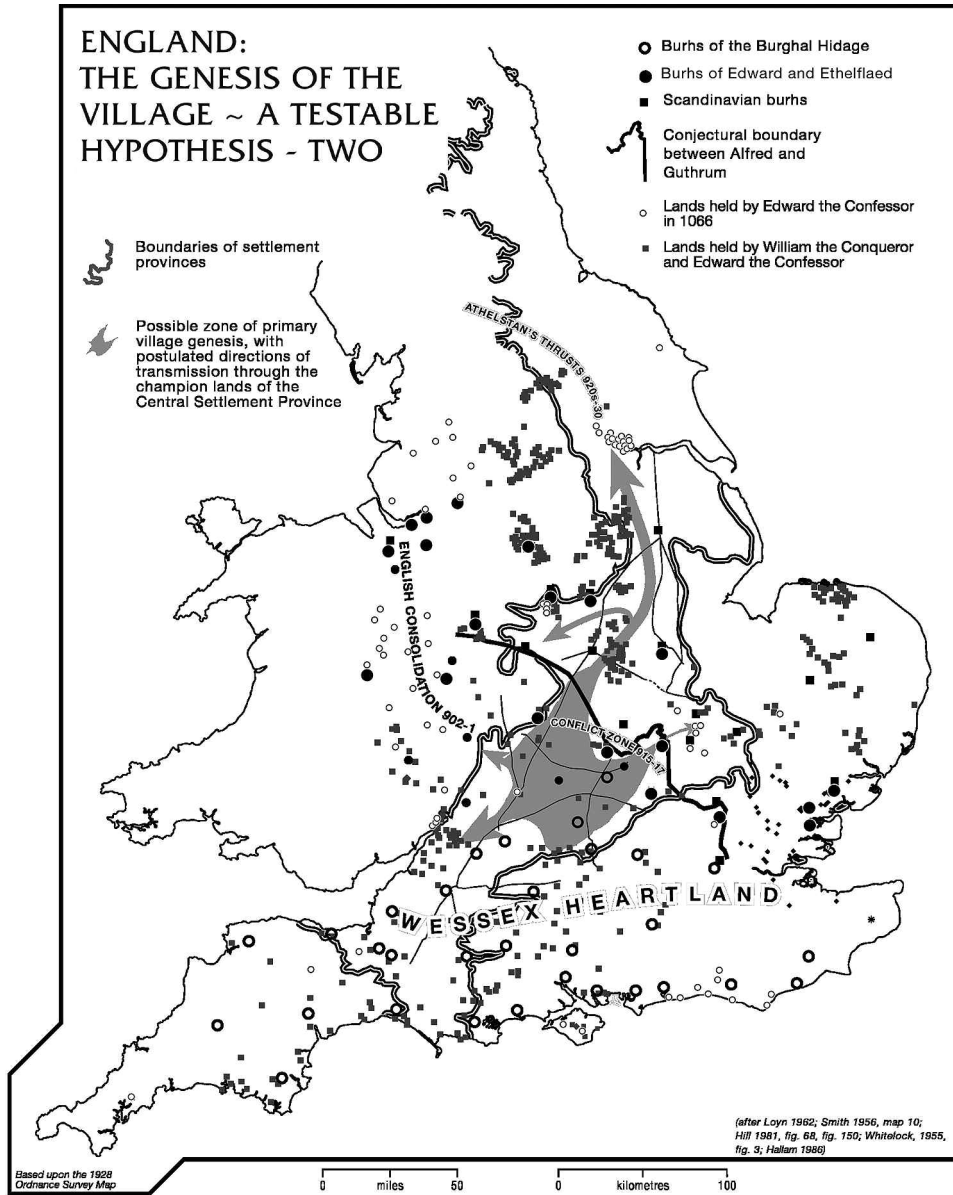 ENGLAND:
THE GENESIS OF THE
VILLAGE ~ A TESTABLE
HYPOTHESIS - TWO
Burhs of the Burghal Hidage
Burhs of Edward and Ethelflaed
Scandinavian burhs
Conjectural boundary
between Alfred and
Guthrum
Lands held by Edward the Confessor
in 1066
Lands held by William the Conqueror
and Edward the Confessor
Boundaries of settlement
provinces
Possible zone of primary
village genesis, with
postulated directions of
transmission through the
champion lands of the
Central Settlement Province
ATHELSTAN'S THRUSTS 920s-30
ENGLISH CONSOLIDATION 902-1
CONFLICT ZONE 915-17
WESSEX HEARTLAND
(after Loyn 1962; Smith 1956, map 10;
Hill 1981, fig. 68, fig. 150; Whitelock, 1955,
fig. 3; Hallam 1986)
Based upon the 1928
Ordnance Survey Map
0 miles 50 0 kilometres 100